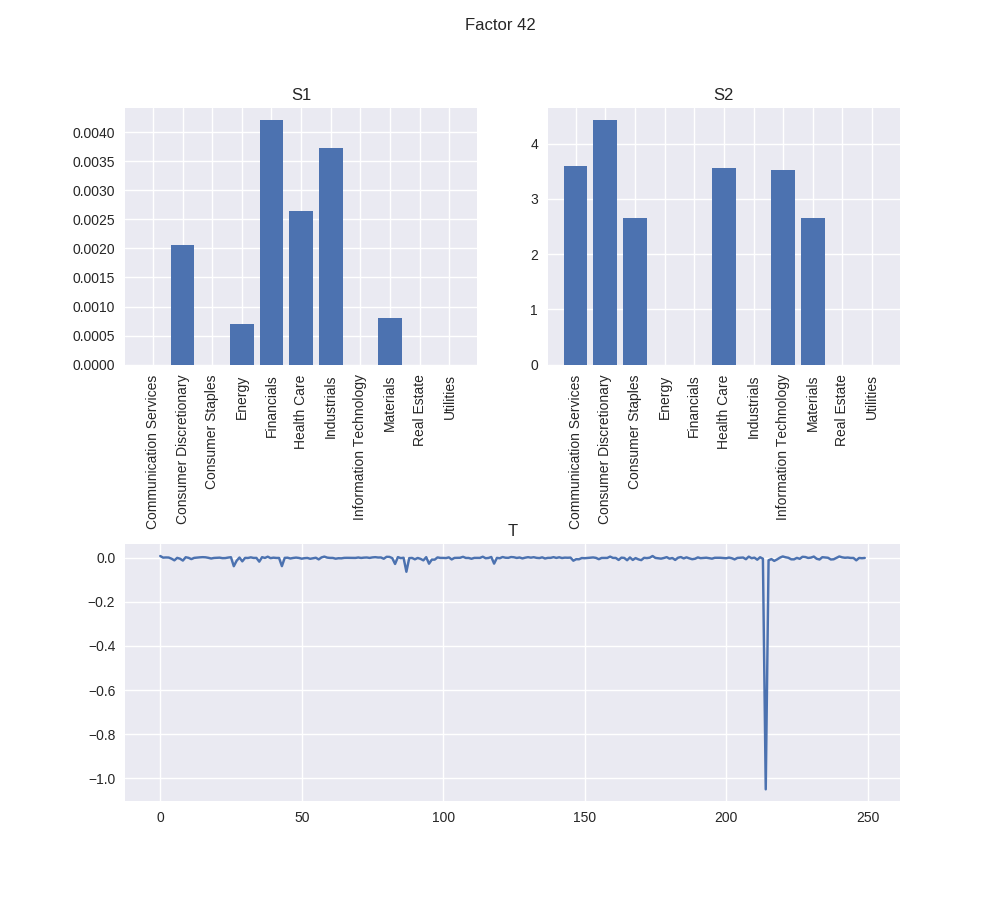 Factor 42
S1
S2
0.0040
0.0035
0.0030
0.0025
0.0020
0.0015
0.0010
0.0005
0.0000
4
3
2
1
0
Communication Services
Consumer Discretionary
Consumer Staples
Energy
Financials
Health Care
Industrials
Information Technology
Materials
Real Estate
Utilities
Communication Services
Consumer Discretionary
Consumer Staples
Energy
Financials
Health Care
Industrials
Information Technology
Materials
Real Estate
Utilities
T
0.0
−0.2
−0.4
−0.6
−0.8
−1.0
0 50 100 150 200 250